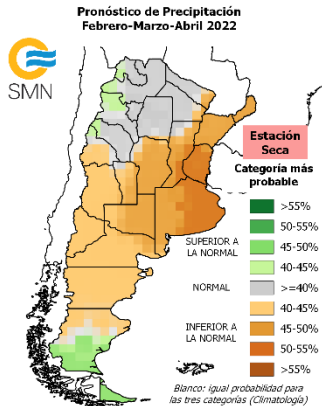 Pronóstico de Precipitación
Febrero-Marzo-Abril 2022
SMN
Estación
Seca
Categoría más
probable
>55%
50-55%
45-50%
SUPERIOR A
LA NORMAL
40-45%
NORMAL
>=40%
40-45%
INFERIOR A
LA NORMAL
45-50%
50-55%
>55%
Blanco: igual probabilidad para
las tres categorías (Climatología)